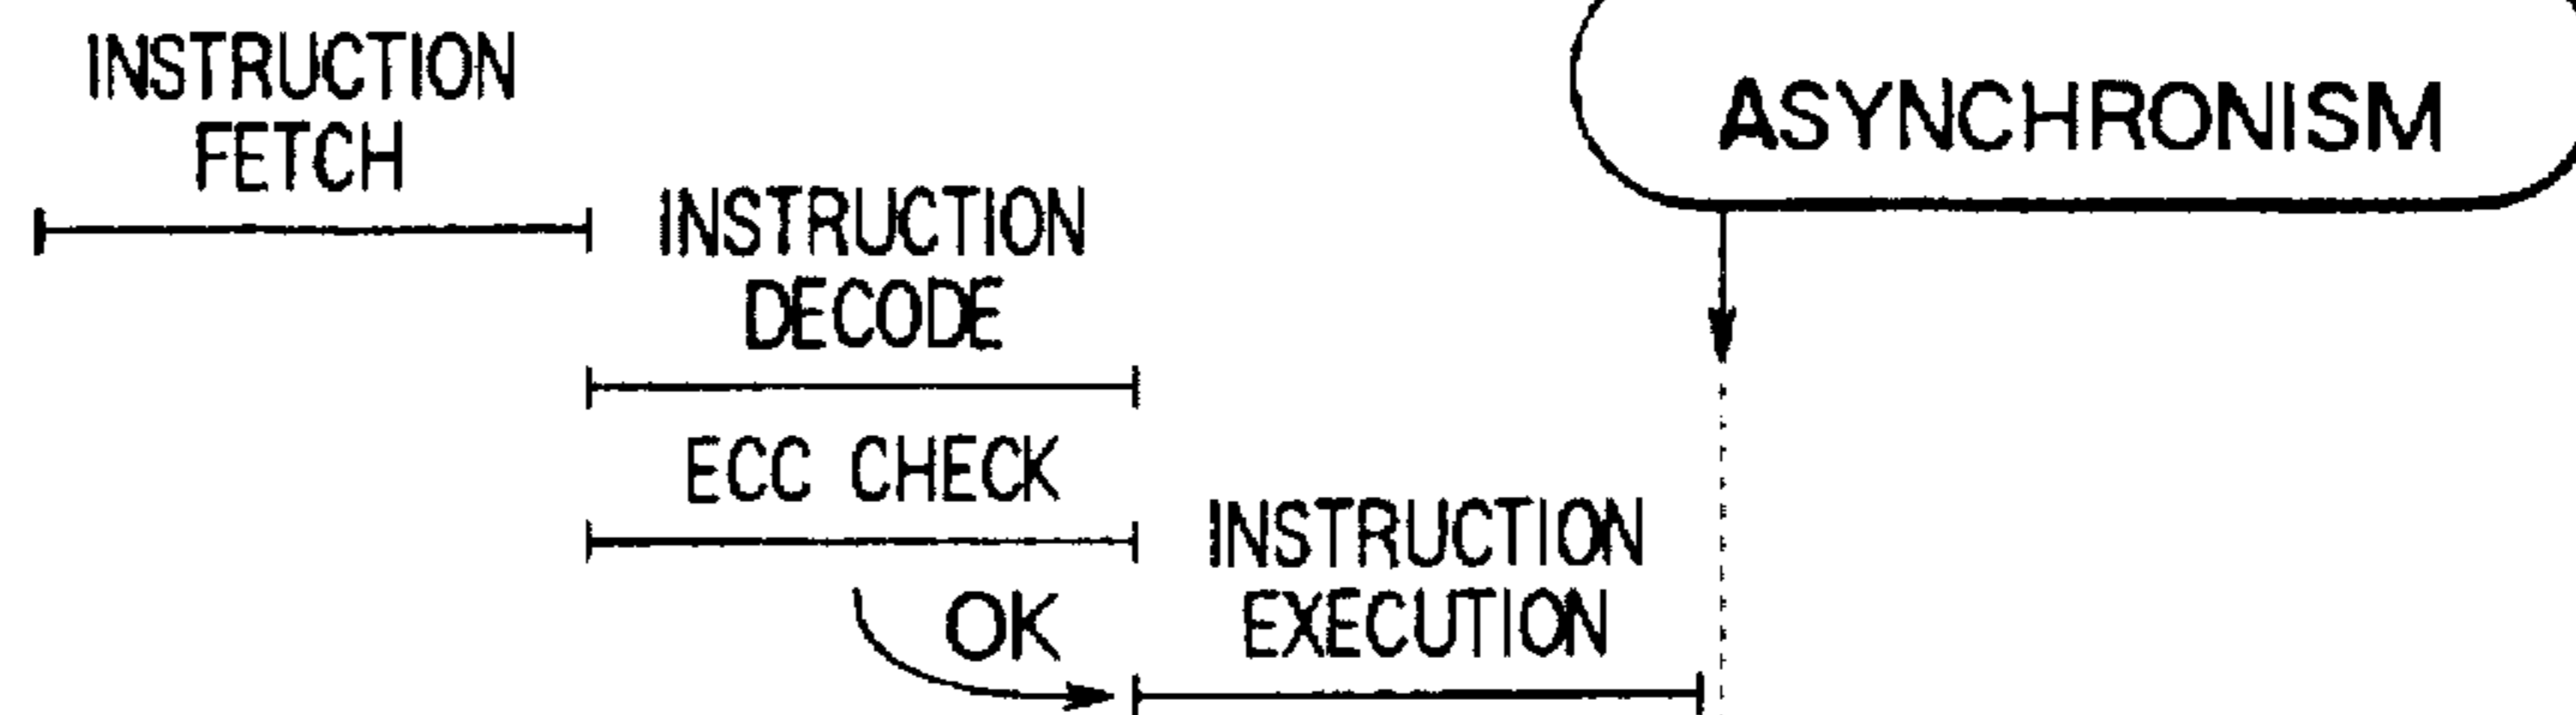 INSTRUCTION
FETCH
ASYNCHRONISM
INSTRUCTION
DECODE
ECC CHECK
OK
INSTRUCTION
EXECUTION